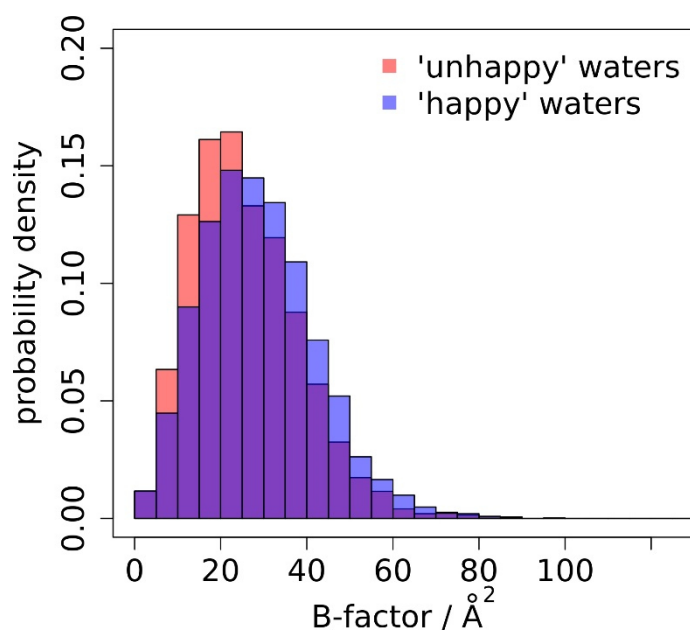 'unhappy' waters
'happy' waters
probability density
0.20
0.15
0.10
0.05
0.00
0 20 40 60 80 100
B-factor / Å²